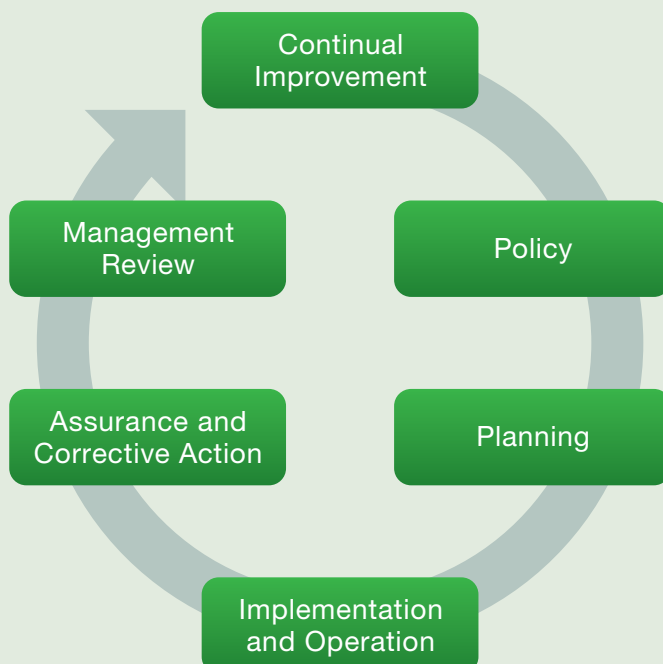 Continual
Improvement
Policy
Planning
Implementation
and Operation
Assurance and
Corrective Action
Management
Review